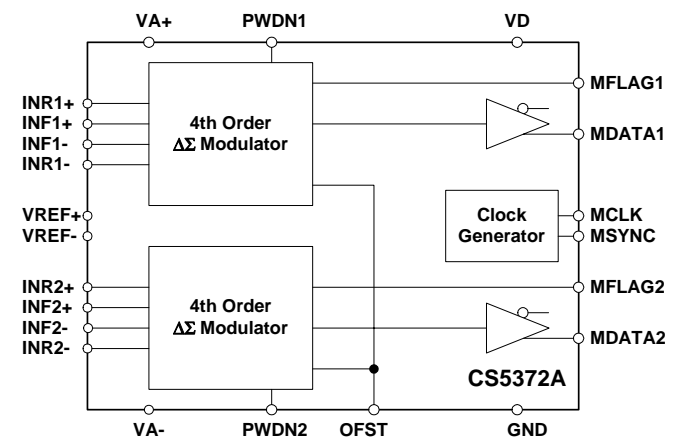 VA+ PWDN1 VD
MFLAG1
INR1+
INF1+
INF1-
INR1-
4th Order
ΔΣ Modulator
MDATA1
VREF+
VREF-
Clock
Generator
MCLK
MSYNC
INR2+
INF2+
INF2-
INR2-
4th Order
ΔΣ Modulator
MFLAG2
MDATA2
CS5372A
VA- PWDN2 OFST GND